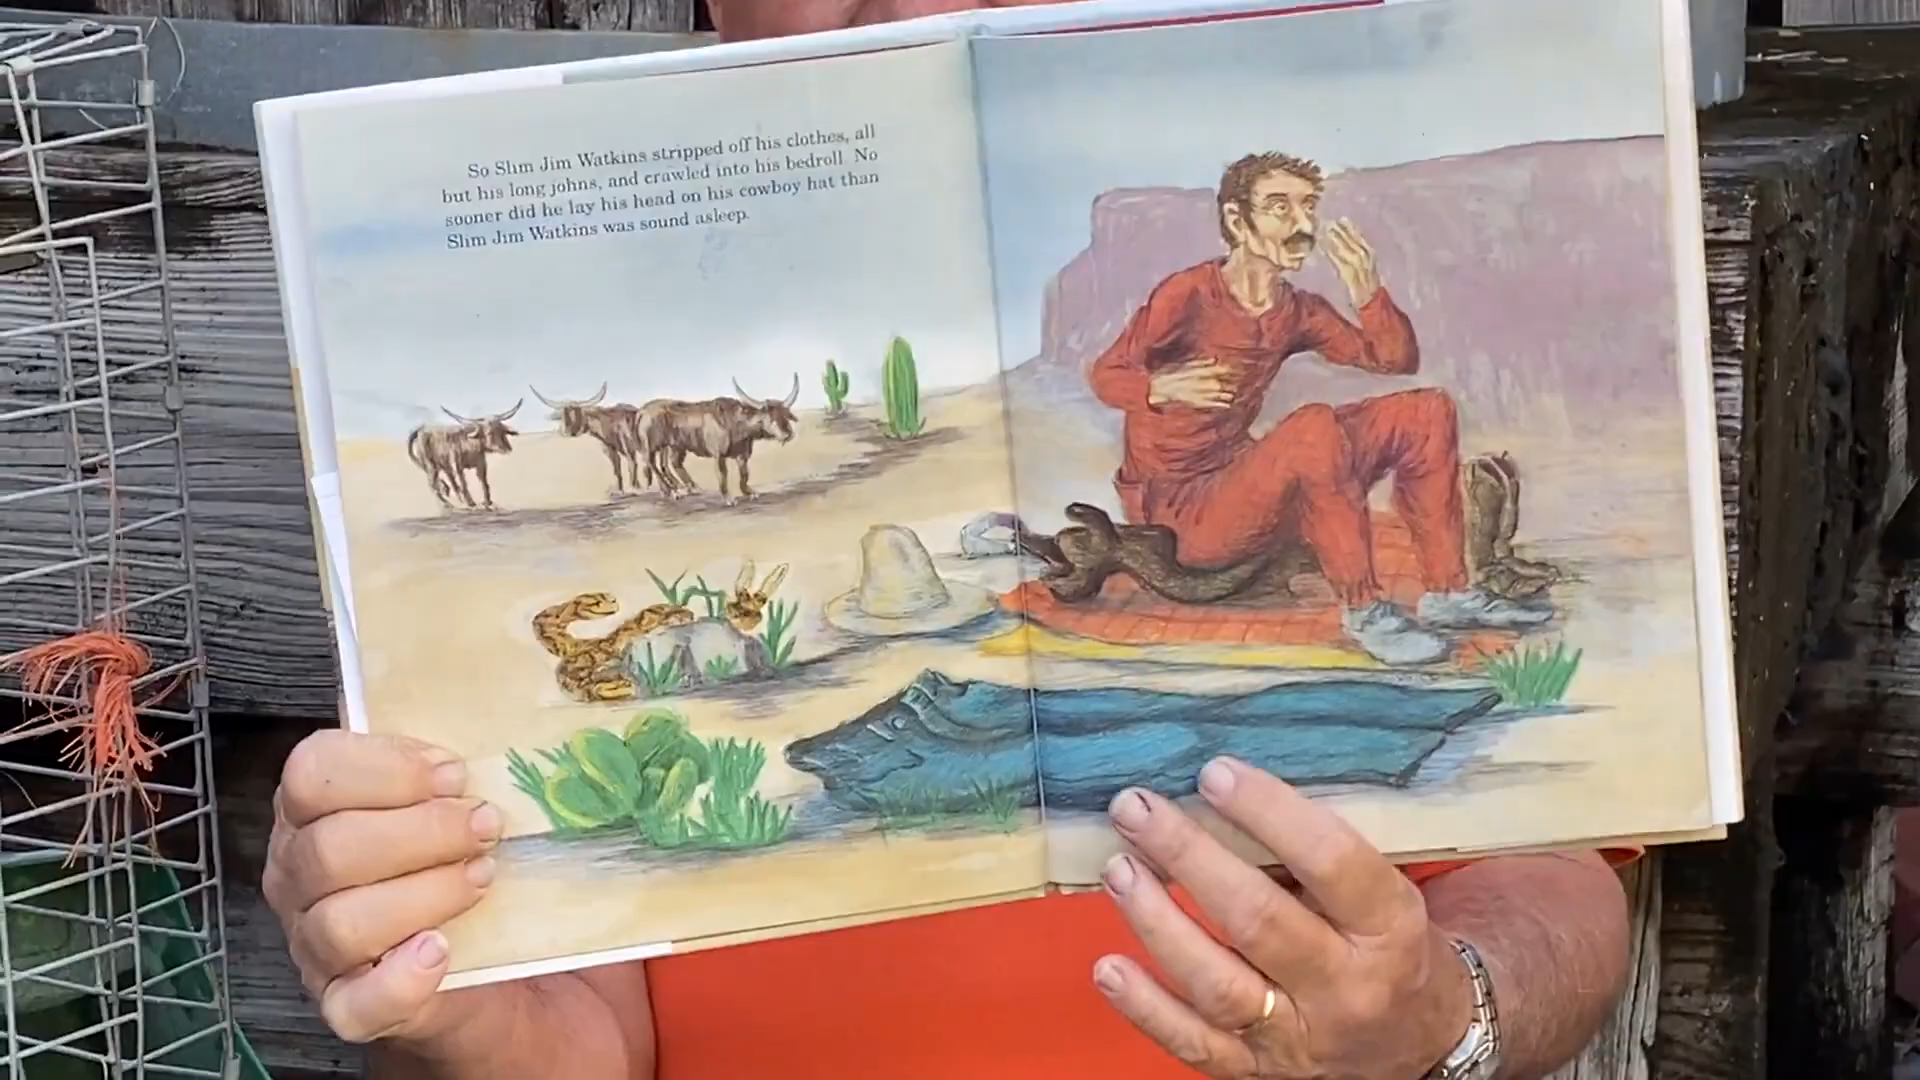 So Slim Jim Watkins stripped off his clothes, all
but his long johns, and crawled into his bedroll. No
sooner did he lay his head on his cowboy hat than
Slim Jim Watkins was sound asleep.